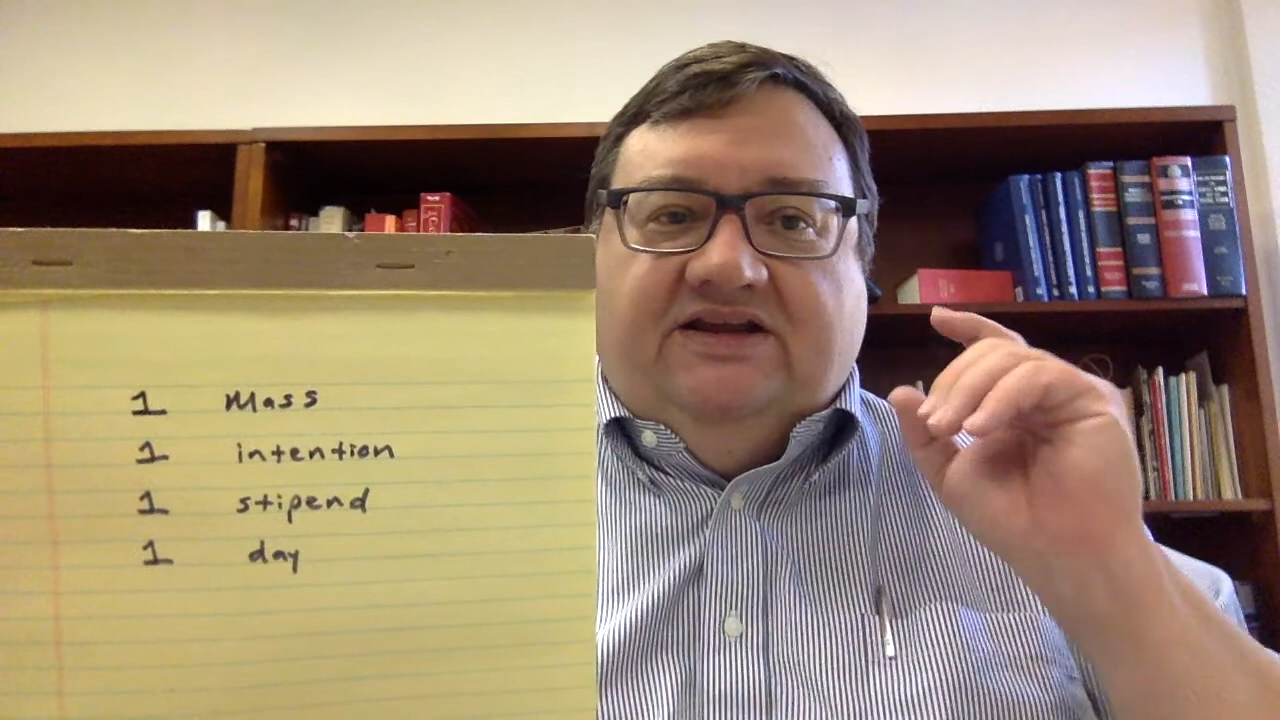 1 Mass
1 intention
1 stipend
1 day